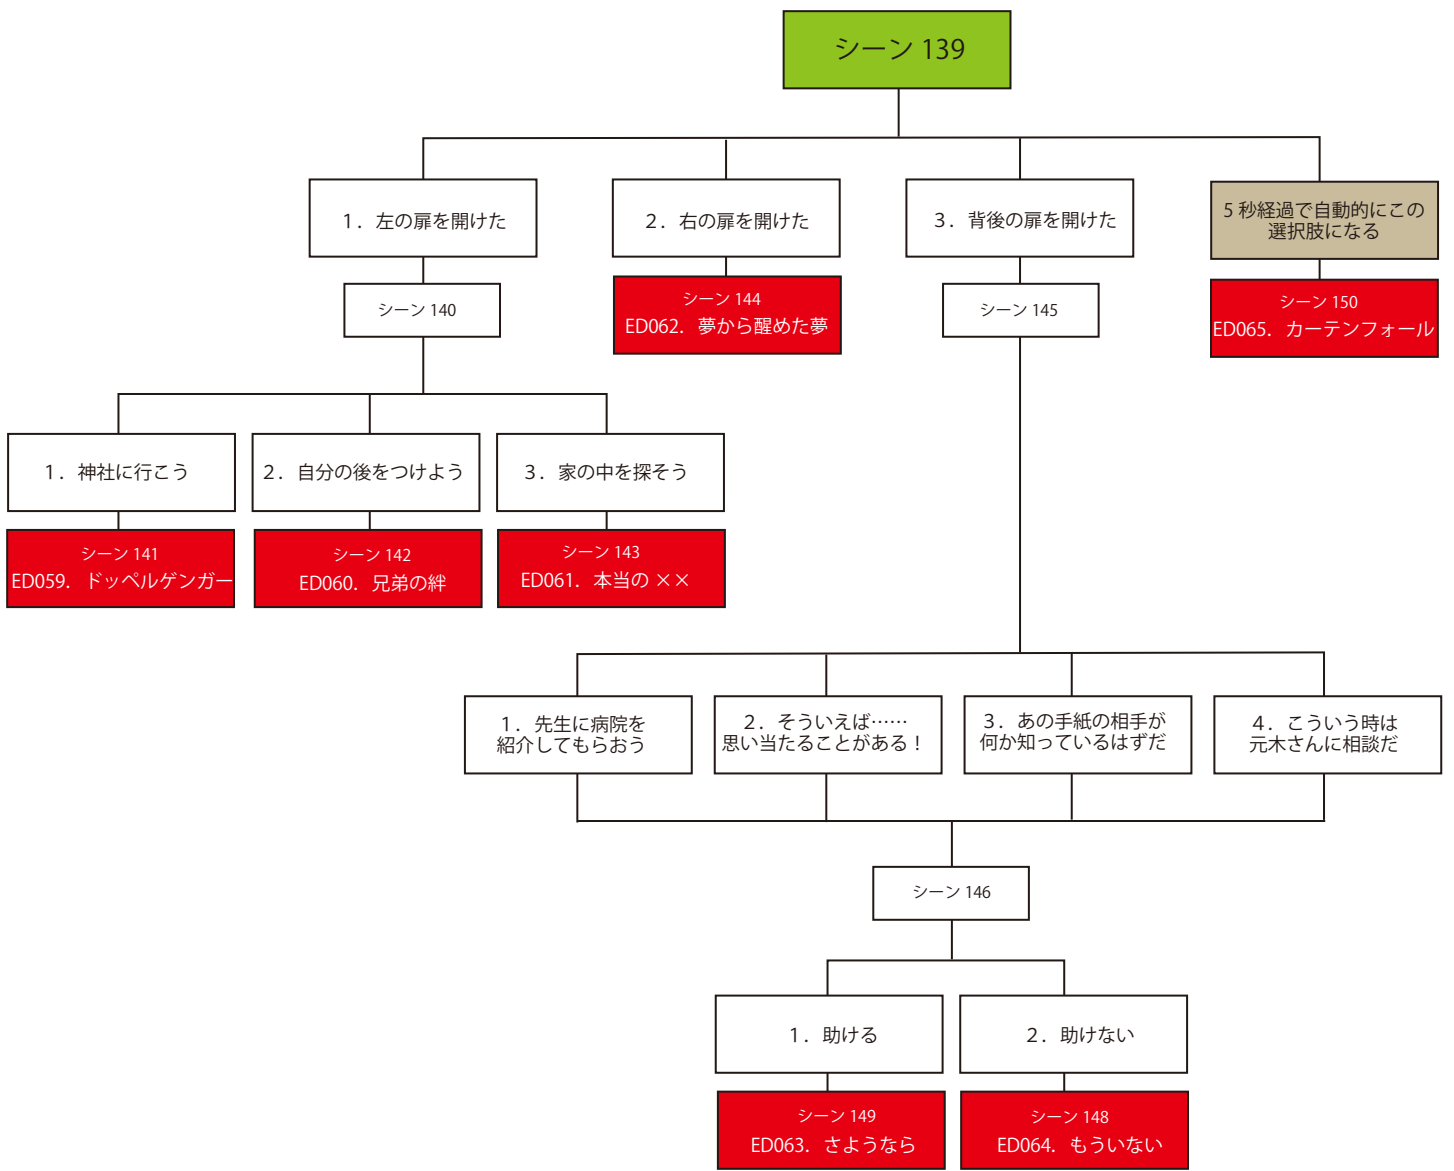 シーン 139
1．左の扉を開けた
2．右の扉を開けた
3．背後の扉を開けた
5 秒経過で自動的にこの
選択肢になる
シーン 140
シーン 144
ED062．夢から醒めた夢
シーン 145
シーン 150
ED065．カーテンフォール
1．神社に行こう
2．自分の後をつけよう
3．家の中を探そう
シーン 141
ED059．ドッペルゲンガー
シーン 142
ED060．兄弟の絆
シーン 143
ED061．本当の ××
1．先生に病院を
紹介してもらおう
2．そういえば……
思い当たることがある！
3．あの手紙の相手が
何か知っているはずだ
4．こういう時は
元木さんに相談だ
シーン 146
1．助ける
2．助けない
シーン 149
ED063．さようなら
シーン 148
ED064．もういない